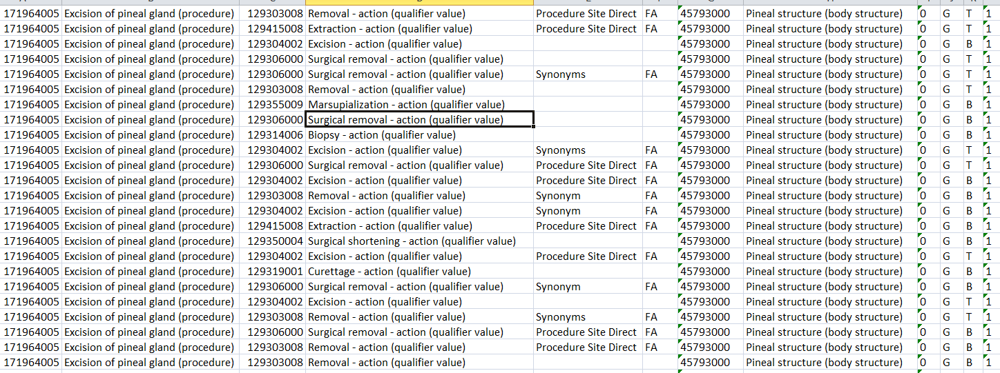 171964005 Excision of pineal gland (procedure) 129303008 Removal - action (qualifier value) Procedure Site Direct FA 45793000 Pineal structure (body structure) 0 G T 1
171964005 Excision of pineal gland (procedure) 129415008 Extraction - action (qualifier value) Procedure Site Direct FA 45793000 Pineal structure (body structure) 0 G T 1
171964005 Excision of pineal gland (procedure) 129304002 Excision - action (qualifier value) 45793000 Pineal structure (body structure) 0 G B 1
171964005 Excision of pineal gland (procedure) 129306000 Surgical removal - action (qualifier value) 45793000 Pineal structure (body structure) 0 G T 1
171964005 Excision of pineal gland (procedure) 129306000 Surgical removal - action (qualifier value) Synonyms FA 45793000 Pineal structure (body structure) 0 G T 1
171964005 Excision of pineal gland (procedure) 129303008 Removal - action (qualifier value) 45793000 Pineal structure (body structure) 0 G T 1
171964005 Excision of pineal gland (procedure) 129355009 Marsupialization - action (qualifier value) 45793000 Pineal structure (body structure) 0 G B 1
171964005 Excision of pineal gland (procedure) 129306000 Surgical removal - action (qualifier value) 45793000 Pineal structure (body structure) 0 G B 1
171964005 Excision of pineal gland (procedure) 129314006 Biopsy - action (qualifier value) 45793000 Pineal structure (body structure) 0 G B 1
171964005 Excision of pineal gland (procedure) 129304002 Excision - action (qualifier value) Synonyms FA 45793000 Pineal structure (body structure) 0 G T 1
171964005 Excision of pineal gland (procedure) 129306000 Surgical removal - action (qualifier value) Procedure Site Direct FA 45793000 Pineal structure (body structure) 0 G T 1
171964005 Excision of pineal gland (procedure) 129304002 Excision - action (qualifier value) Procedure Site Direct FA 45793000 Pineal structure (body structure) 0 G B 1
171964005 Excision of pineal gland (procedure) 129303008 Removal - action (qualifier value) Synonym FA 45793000 Pineal structure (body structure) 0 G B 1
171964005 Excision of pineal gland (procedure) 129304002 Excision - action (qualifier value) Synonym FA 45793000 Pineal structure (body structure) 0 G B 1
171964005 Excision of pineal gland (procedure) 129415008 Extraction - action (qualifier value) Procedure Site Direct FA 45793000 Pineal structure (body structure) 0 G B 1
171964005 Excision of pineal gland (procedure) 129350004 Surgical shortening - action (qualifier value) 45793000 Pineal structure (body structure) 0 G B 1
171964005 Excision of pineal gland (procedure) 129304002 Excision - action (qualifier value) Procedure Site Direct FA 45793000 Pineal structure (body structure) 0 G T 1
171964005 Excision of pineal gland (procedure) 129319001 Curettage - action (qualifier value) 45793000 Pineal structure (body structure) 0 G B 1
171964005 Excision of pineal gland (procedure) 129306000 Surgical removal - action (qualifier value) Synonym FA 45793000 Pineal structure (body structure) 0 G B 1
171964005 Excision of pineal gland (procedure) 129304002 Excision - action (qualifier value) 45793000 Pineal structure (body structure) 0 G T 1
171964005 Excision of pineal gland (procedure) 129303008 Removal - action (qualifier value) Synonyms FA 45793000 Pineal structure (body structure) 0 G T 1
171964005 Excision of pineal gland (procedure) 129306000 Surgical removal - action (qualifier value) Procedure Site Direct FA 45793000 Pineal structure (body structure) 0 G B 1
171964005 Excision of pineal gland (procedure) 129303008 Removal - action (qualifier value) Procedure Site Direct FA 45793000 Pineal structure (body structure) 0 G B 1
171964005 Excision of pineal gland (procedure) 129303008 Removal - action (qualifier value) 45793000 Pineal structure (body structure) 0 G B 1